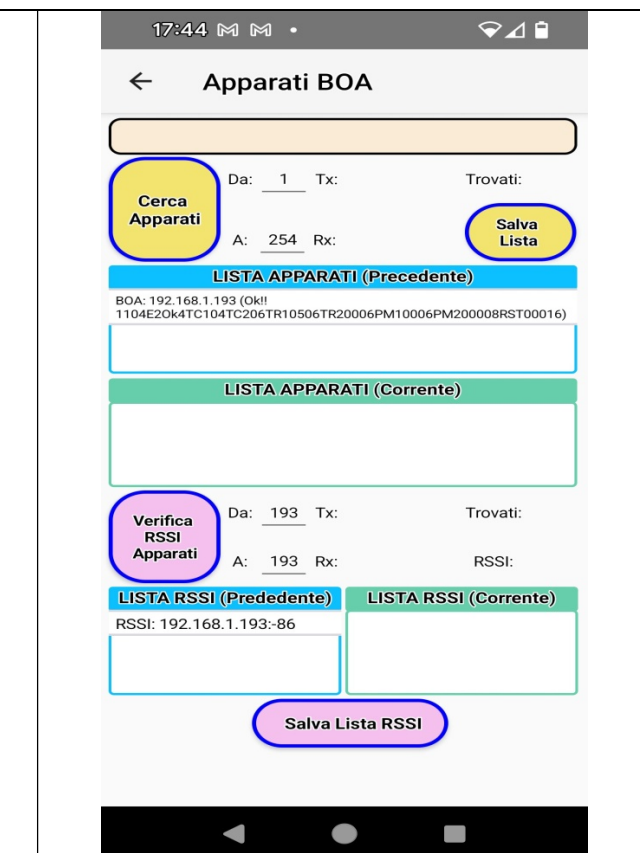 17:44
Apparati BOA
Da: 1 Tx: Trovati:
Cerca
Apparati
A: 254 Rx:
Salva
Lista
LISTA APPARATI (Precedente)
BOA: 192.168.1.193 (Ok!!
1104E2Ok4TC104TC206TR10506TR20006PM10006PM200008RST00016)
LISTA APPARATI (Corrente)
Da: 193 Tx: Trovati:
Verifica
RSSI
Apparati
A: 193 Rx: RSSI:
LISTA RSSI (Prededente) LISTA RSSI (Corrente)
RSSI: 192.168.1.193:-86
Salva Lista RSSI